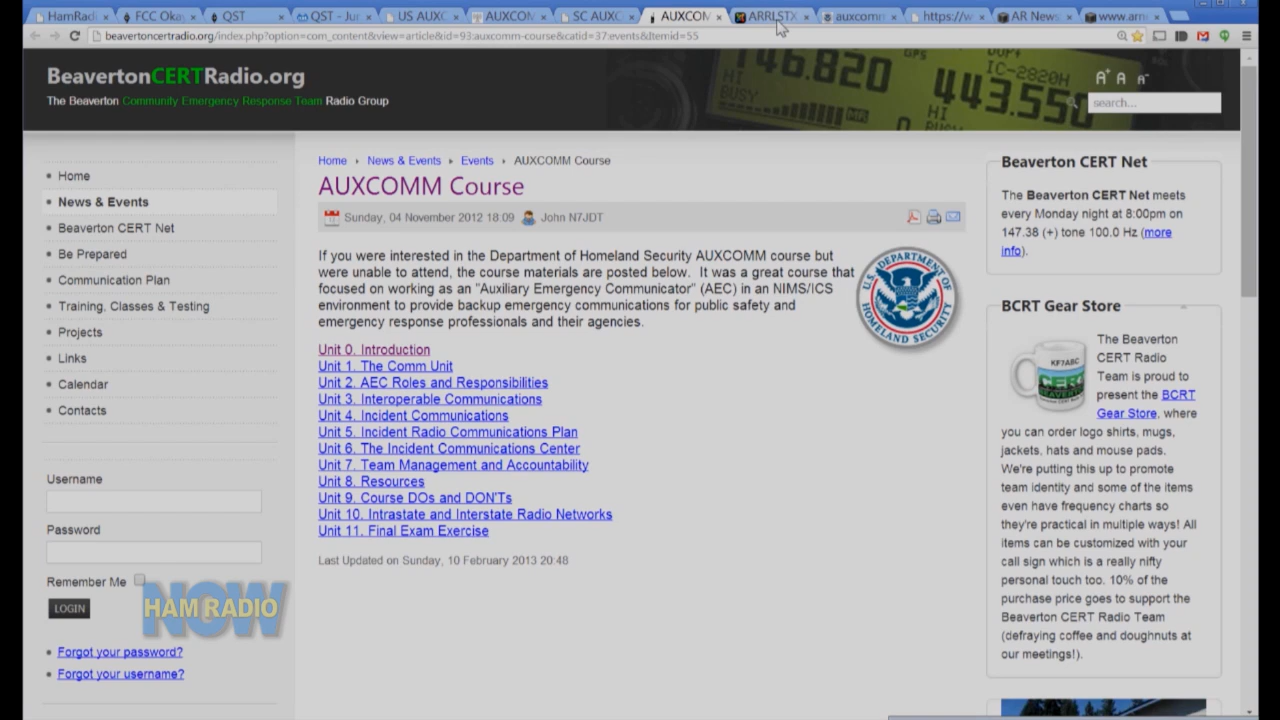 HamRadi
FCC Oka
QST
QST - Jun
US AUXC
AUXCOM
SC AUXC
AUXCOM
ARRLSTX
auxcomm
https://w
AR News
www.arn
beavertoncertradio.org/index.php?option=com_content&view=article&id=93:auxcomm-course&catid=37:events&Itemid=55
BeavertonCERTRadio.org
The Beaverton Community Emergency Response Team Radio Group
146.820
IC-2820H
443.550
HI
BUSY
HI
A+ A A-
search...
Home
News & Events
Beaverton CERT Net
Be Prepared
Communication Plan
Training, Classes & Testing
Projects
Links
Calendar
Contacts
Username
Password
Remember Me
LOGIN
Forgot your password?
Forgot your username?
NOW
HAM RADIO
Home › News & Events › Events › AUXCOMM Course
AUXCOMM Course
Sunday, 04 November 2012 18:09 John N7JDT
If you were interested in the Department of Homeland Security AUXCOMM course but
were unable to attend, the course materials are posted below. It was a great course that
focused on working as an "Auxiliary Emergency Communicator" (AEC) in an NIMS/ICS
environment to provide backup emergency communications for public safety and
emergency response professionals and their agencies.
U.S. DEPARTMENT OF HOMELAND SECURITY
Unit 0. Introduction
Unit 1. The Comm Unit
Unit 2. AEC Roles and Responsibilities
Unit 3. Interoperable Communications
Unit 4. Incident Communications
Unit 5. Incident Radio Communications Plan
Unit 6. The Incident Communications Center
Unit 7. Team Management and Accountability
Unit 8. Resources
Unit 9. Course DOs and DON'Ts
Unit 10. Intrastate and Interstate Radio Networks
Unit 11. Final Exam Exercise
Last Updated on Sunday, 10 February 2013 20:48
Beaverton CERT Net
The Beaverton CERT Net meets
every Monday night at 8:00pm on
147.38 (+) tone 100.0 Hz (more
info).
BCRT Gear Store
KF7ABC
CERT
The Beaverton
CERT Radio
Team is proud to
present the BCRT
Gear Store, where
you can order logo shirts, mugs,
jackets, hats and mouse pads.
We're putting this up to promote
team identity and some of the items
even have frequency charts so
they're practical in multiple ways! All
items can be customized with your
call sign which is a really nifty
personal touch too. 10% of the
purchase price goes to support the
Beaverton CERT Radio Team
(defraying coffee and doughnuts at
our meetings!).